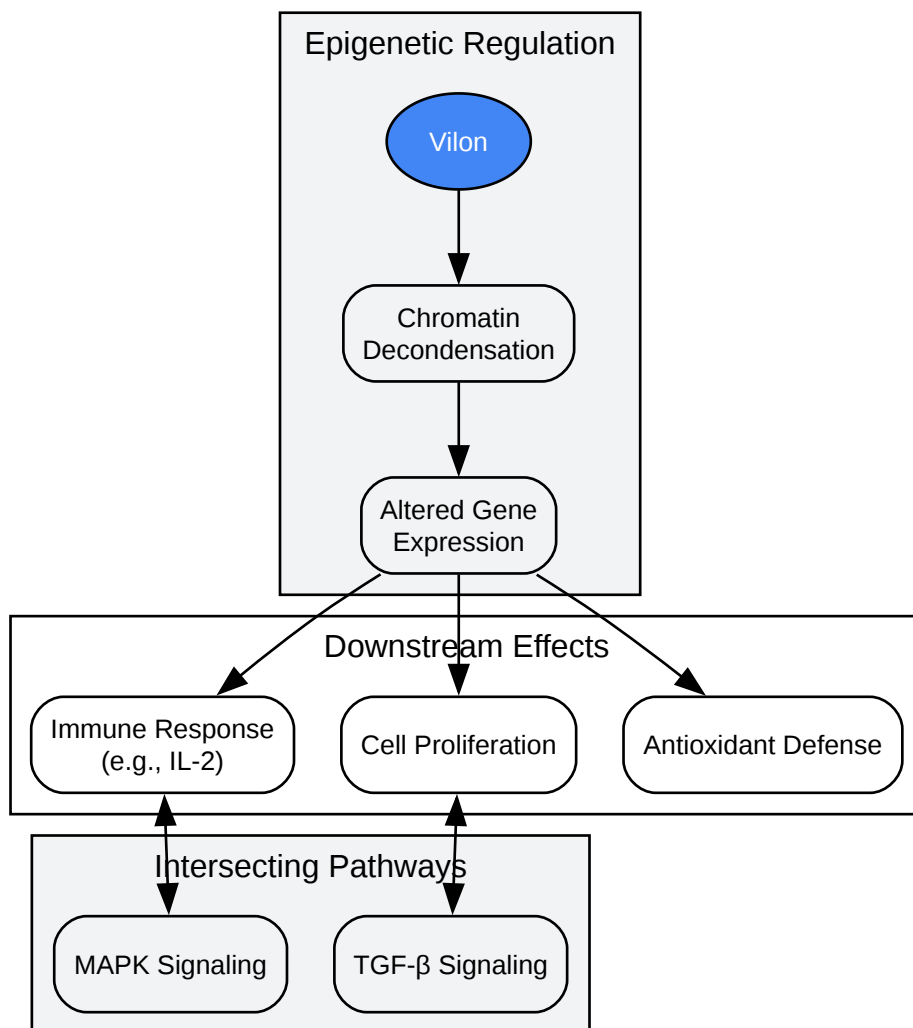 Epigenetic Regulation
Vilon
Chromatin
Decondensation
Altered Gene
Expression
Downstream Effects
Immune Response
(e.g., IL-2)
Cell Proliferation
Antioxidant Defense
Intersecting Pathways
MAPK Signaling
TGF-β Signaling